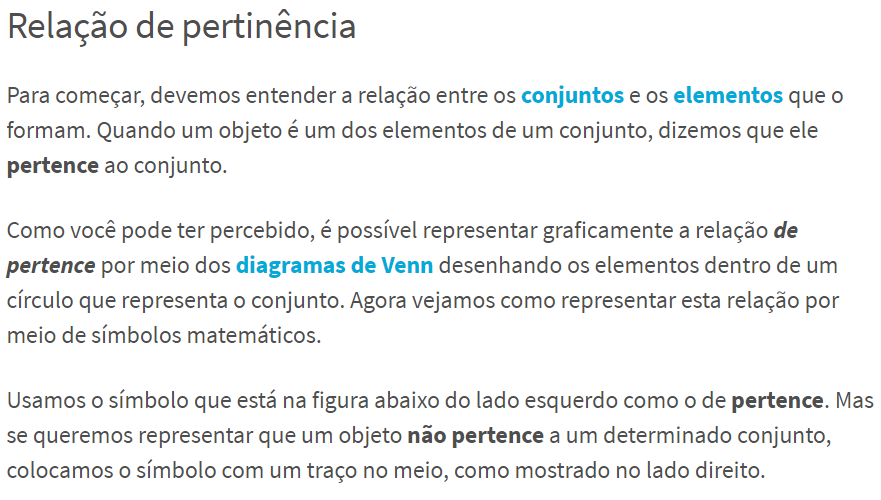 Relação de pertinência
Para começar, devemos entender a relação entre os conjuntos e os elementos que o
formam. Quando um objeto é um dos elementos de um conjunto, dizemos que ele
pertence ao conjunto.
Como você pode ter percebido, é possível representar graficamente a relação de
pertence por meio dos diagramas de Venn desenhando os elementos dentro de um
círculo que representa o conjunto. Agora vejamos como representar esta relação por
meio de símbolos matemáticos.
Usamos o símbolo que está na figura abaixo do lado esquerdo como o de pertence. Mas
se queremos representar que um objeto não pertence a um determinado conjunto,
colocamos o símbolo com um traço no meio, como mostrado no lado direito.